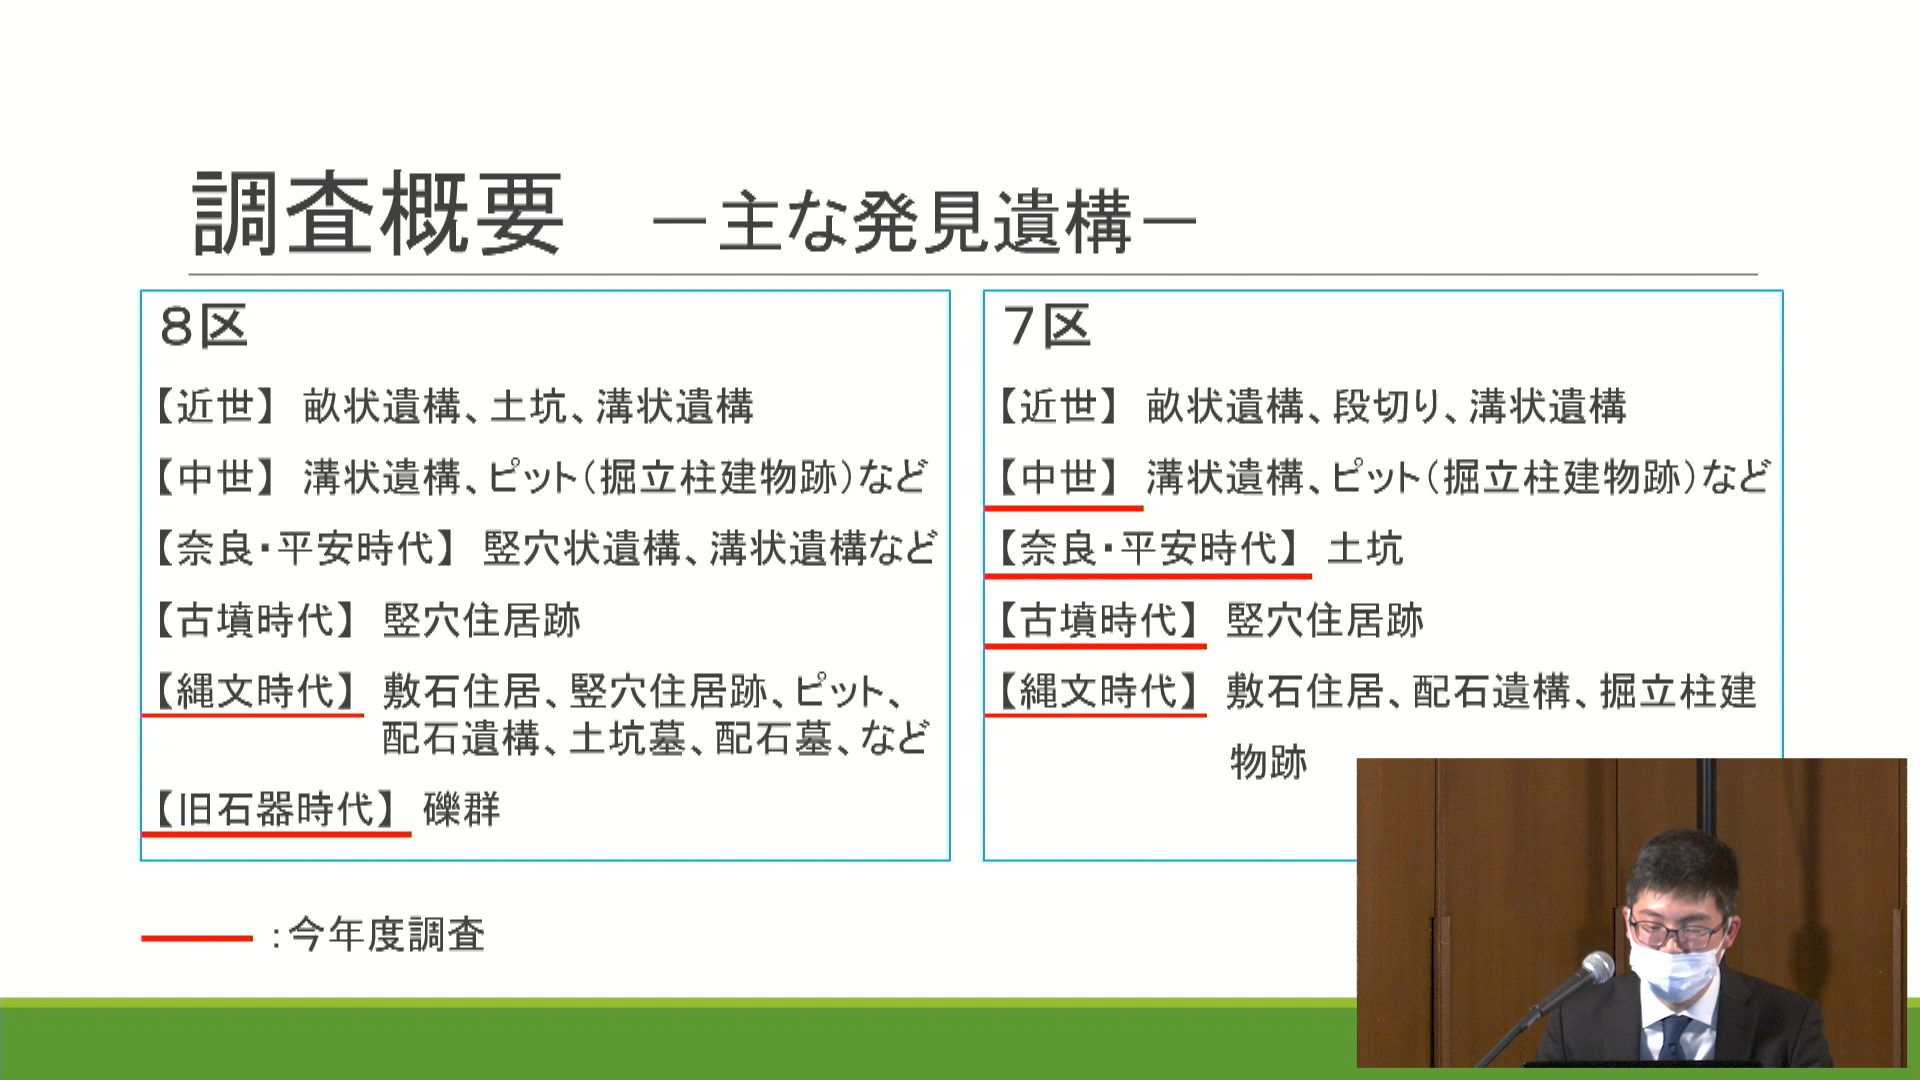 調査概要　－主な発見遺構－
８区
【近世】 畝状遺構、土坑、溝状遺構
【中世】 溝状遺構、ピット（掘立柱建物跡）など
【奈良・平安時代】 竪穴状遺構、溝状遺構など
【古墳時代】 竪穴住居跡
【縄文時代】 敷石住居、竪穴住居跡、ピット、
配石遺構、土坑墓、配石墓、など
【旧石器時代】 礫群
７区
【近世】 畝状遺構、段切り、溝状遺構
【中世】 溝状遺構、ピット（掘立柱建物跡）など
【奈良・平安時代】 土坑
【古墳時代】 竪穴住居跡
【縄文時代】 敷石住居、配石遺構、掘立柱建
物跡
：今年度調査